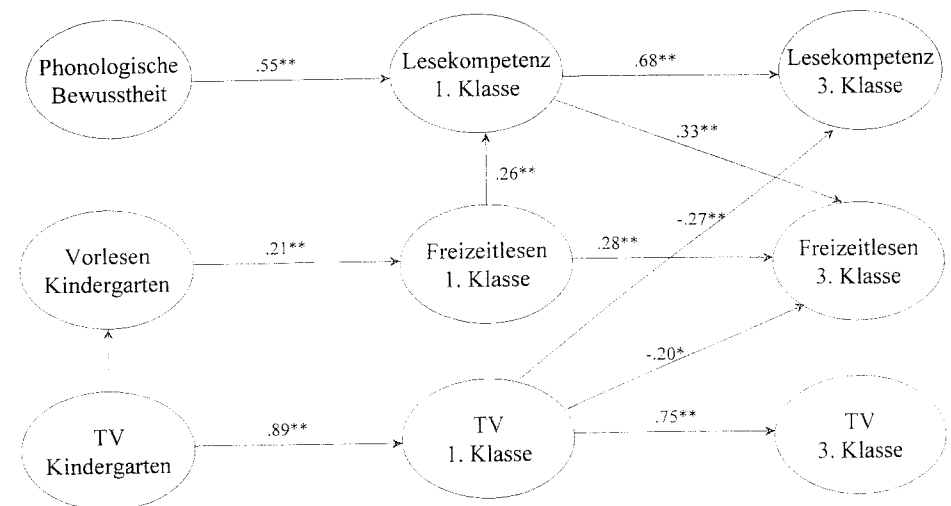 Phonologische
Bewusstheit
.55**
Lesekompetenz
1. Klasse
.68**
Lesekompetenz
3. Klasse
.33**
.26**
-.27**
Vorlesen
Kindergarten
.21**
Freizeitlesen
1. Klasse
.28**
Freizeitlesen
3. Klasse
-.20*
TV
Kindergarten
.89**
TV
1. Klasse
.75**
TV
3. Klasse